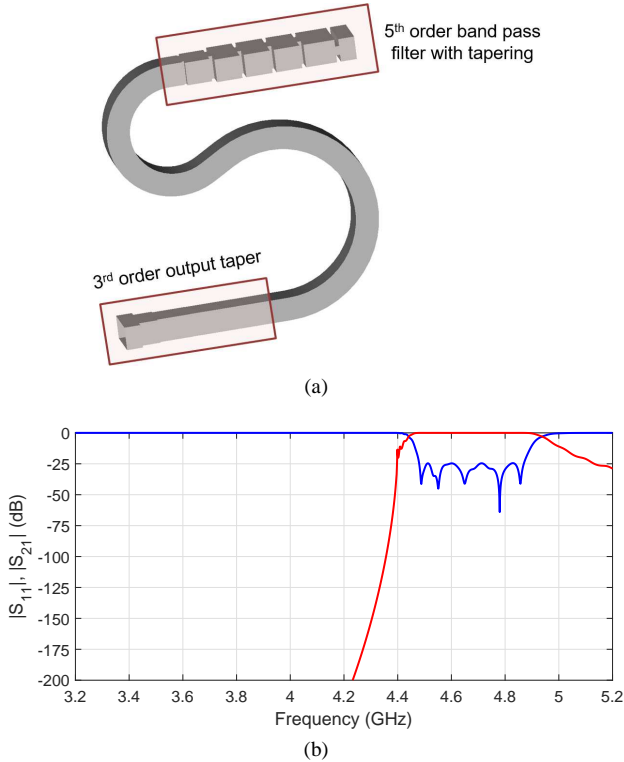 5th order band pass
filter with tapering
3rd order output taper
(a)
|S11|, |S21| (dB)
0
-25
-50
-75
-100
-125
-150
-175
-200
3.2 3.4 3.6 3.8 4 4.2 4.4 4.6 4.8 5 5.2
Frequency (GHz)
(b)